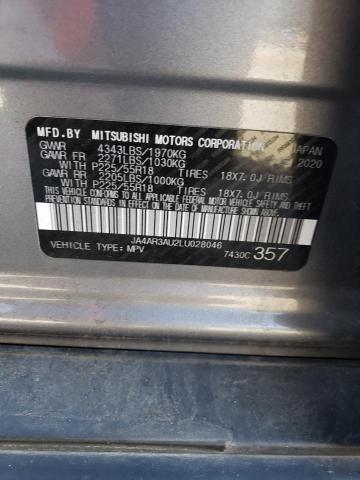 MFD.BY MITSUBISHI MOTORS CORPORATION JAPAN
GVWR 4343LBS/1970KG 2020
GAWR FR 2271LBS/1030KG
WITH P225/55R18 TIRES 18X7.0J RIMS
GAWR RR 2205LBS/1000KG
WITH P225/55R18 TIRES 18X7.0J RIMS
THIS VEHICLE CONFORMS TO ALL APPLICABLE FEDERAL MOTOR VEHICLE SAFETY, BUMPER, AND THEFT
PREVENTION STANDARDS IN EFFECT ON THE DATE OF MANUFACTURE SHOWN ABOVE.
JA4AR3AU2LU028046
VEHICLE TYPE:MPV 7430C 357